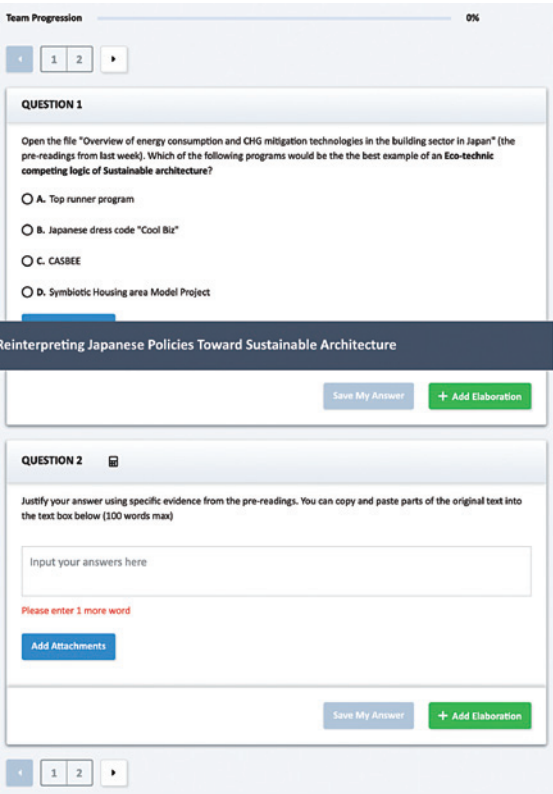 Team Progression 0%
1 2
QUESTION 1
Open the file "Overview of energy consumption and CHG mitigation technologies in the building sector in Japan" (the
pre-readings from last week). Which of the following programs would be the the best example of an Eco-technic
competing logic of Sustainable architecture?
A. Top runner program
B. Japanese dress code "Cool Biz"
C. CASBEE
D. Symbiotic Housing area Model Project
Reinterpreting Japanese Policies Toward Sustainable Architecture
Save My Answer + Add Elaboration
QUESTION 2
Justify your answer using specific evidence from the pre-readings. You can copy and paste parts of the original text into
the text box below (100 words max)
Input your answers here
Please enter 1 more word
Add Attachments
Save My Answer + Add Elaboration
1 2